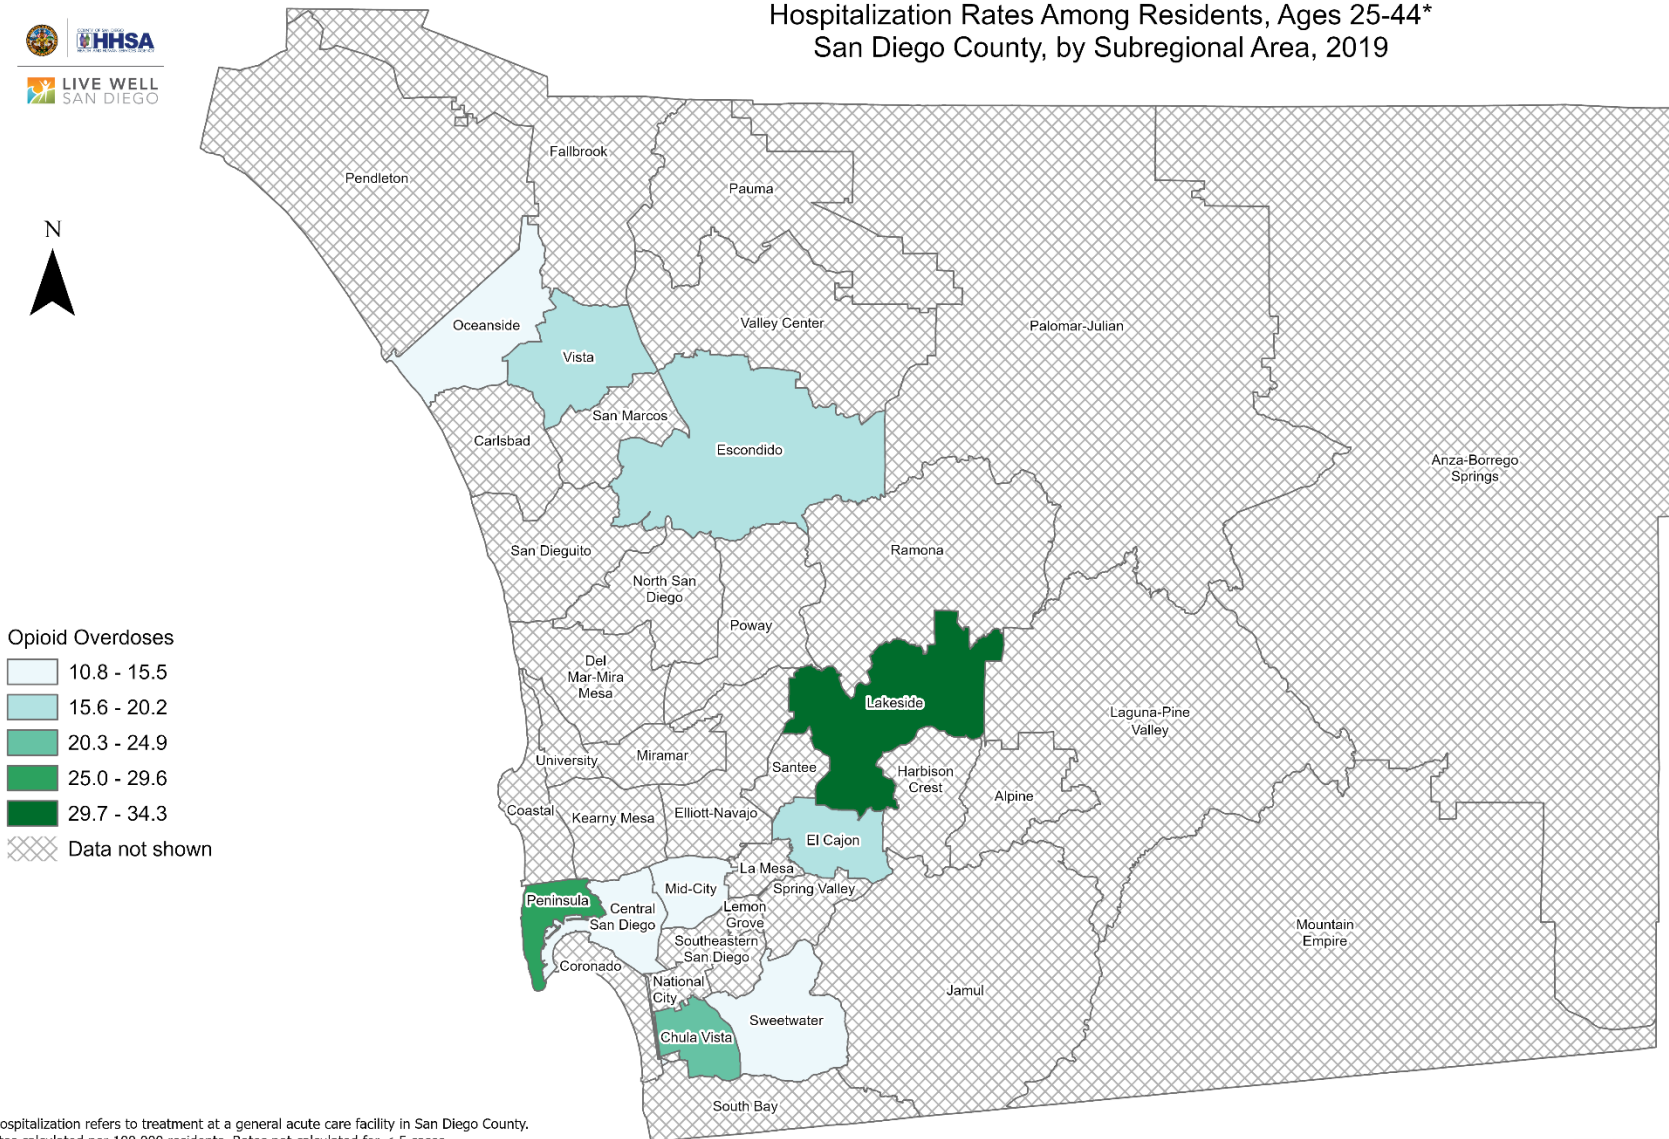 Hospitalization Rates Among Residents, Ages 25-44*
San Diego County, by Subregional Area, 2019
HHSA
LIVE WELL
SAN DIEGO
N
Fallbrook
Pendleton
Pauma
Oceanside
Valley Center
Palomar-Julian
Vista
San Marcos
Carlsbad
Escondido
Anza-Borrego
Springs
San Dieguito
Ramona
North San
Diego
Poway
Del
Mar-Mira
Mesa
Lakeside
Laguna-Pine
Valley
University
Miramar
Santee
Harbison
Crest
Alpine
Coastal
Kearny Mesa
Elliott-Navajo
El Cajon
La Mesa
Mid-City
Spring Valley
Peninsula
Central
San Diego
Lemon
Grove
Mountain
Empire
Southeastern
San Diego
Coronado
National
City
Jamul
Sweetwater
Chula Vista
South Bay
Opioid Overdoses
10.8 - 15.5
15.6 - 20.2
20.3 - 24.9
25.0 - 29.6
29.7 - 34.3
Data not shown
ospitalization refers to treatment at a general acute care facility in San Diego County.